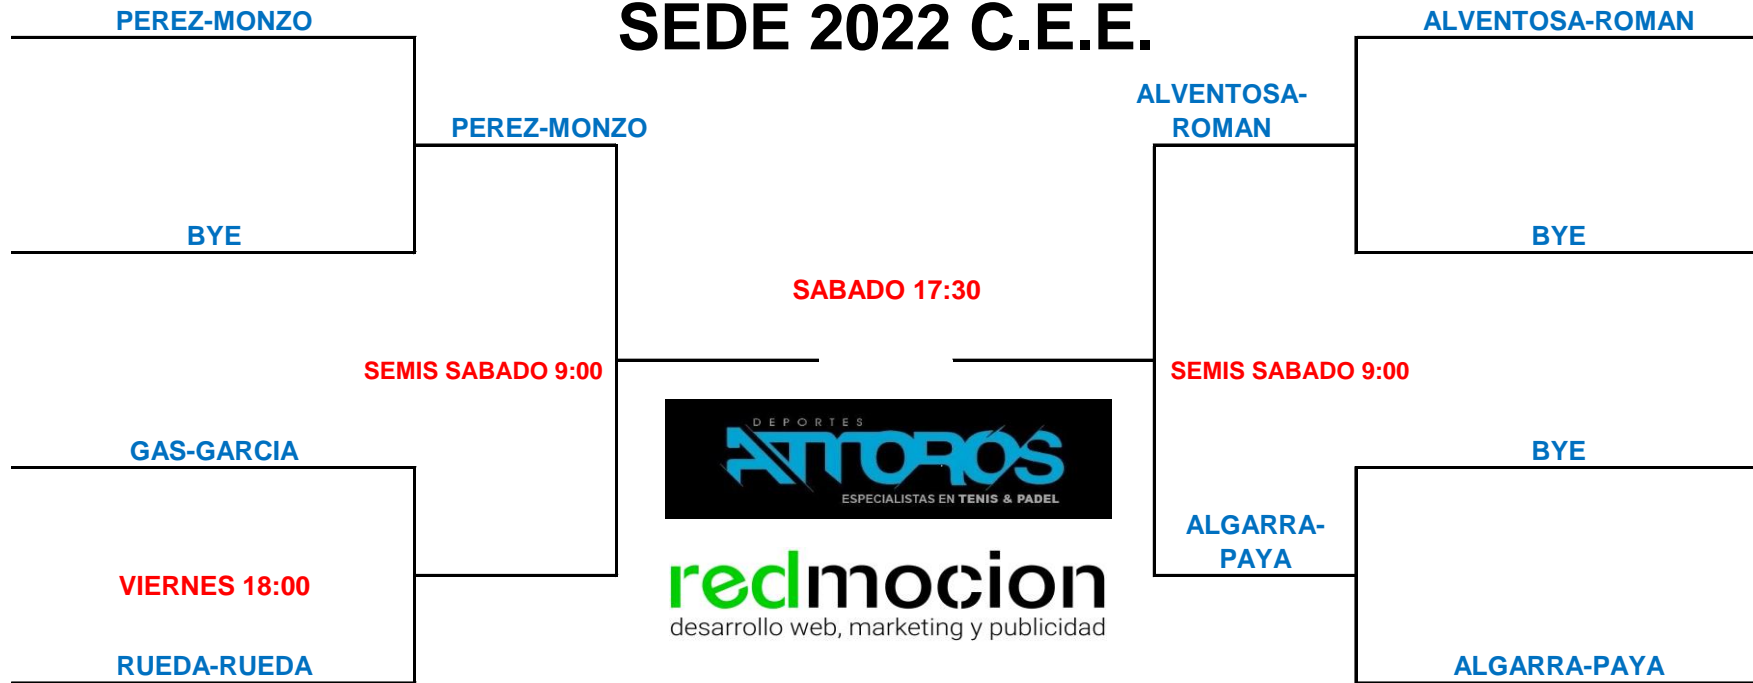 SEDE 2022 C.E.E.
PEREZ-MONZO
ALVENTOSA-ROMAN
PEREZ-MONZO
ALVENTOSA-
ROMAN
BYE
BYE
SABADO 17:30
SEMIS SABADO 9:00
SEMIS SABADO 9:00
GAS-GARCIA
BYE
DEPORTES
AMORÓS
ESPECIALISTAS EN TENIS & PADEL
ALGARRA-
PAYA
VIERNES 18:00
redmocion
desarrollo web, marketing y publicidad
RUEDA-RUEDA
ALGARRA-PAYA